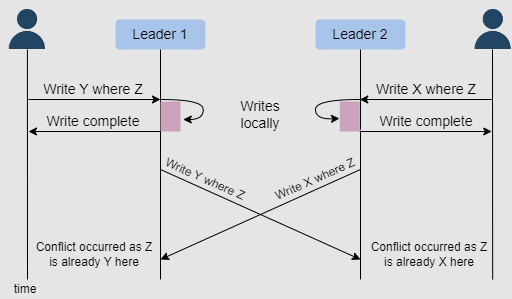 Leader 1
Leader 2
Write Y where Z
Write X where Z
Writes
locally
Write complete
Write complete
Write Y where Z
Write X where Z
Conflict occurred as Z
is already Y here
Conflict occurred as Z
is already X here
time